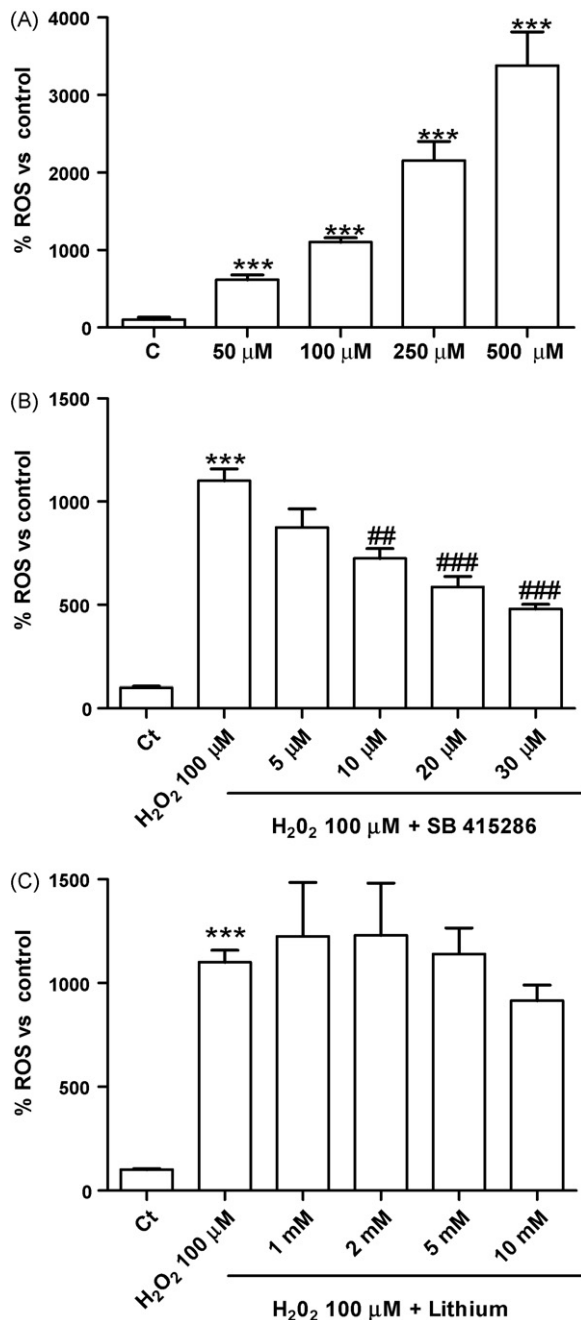 (A)
% ROS vs control
4000
3000
2000
1000
0
***
***
***
***
C 50 μM 100 μM 250 μM 500 μM
(B)
% ROS vs control
1500
1000
500
0
***
##
###
###
Ct H₂O₂ 100 μM 5 μM 10 μM 20 μM 30 μM
H₂0₂ 100 μM + SB 415286
(C)
% ROS vs control
1500
1000
500
0
***
Ct H₂O₂ 100 μM 1 mM 2 mM 5 mM 10 mM
H₂0₂ 100 μM + Lithium